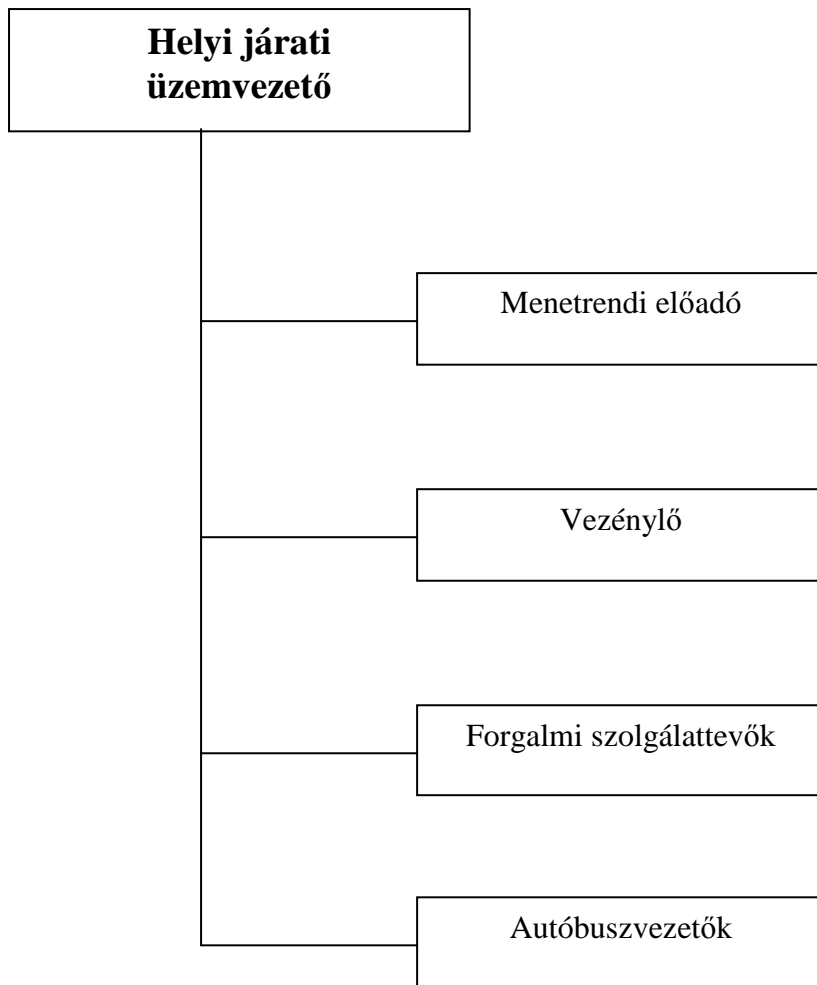 Helyi járati
üzemvezető
Menetrendi előadó
Vezénylő
Forgalmi szolgálattevők
Autóbuszvezetők